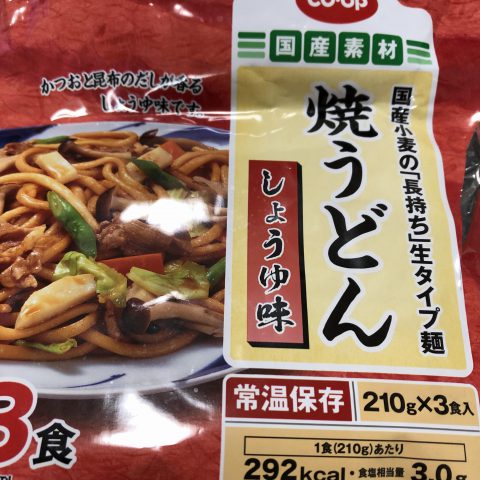 CO・OP
国産素材
国産小麦の「長持ち」生タイプ麺
焼うどん
しょうゆ味
かつおと昆布のだしが香る
しょうゆ味です。
常温保存
210g×3食入
3食
1食(210g)あたり
292kcal・食塩相当量 3.0g